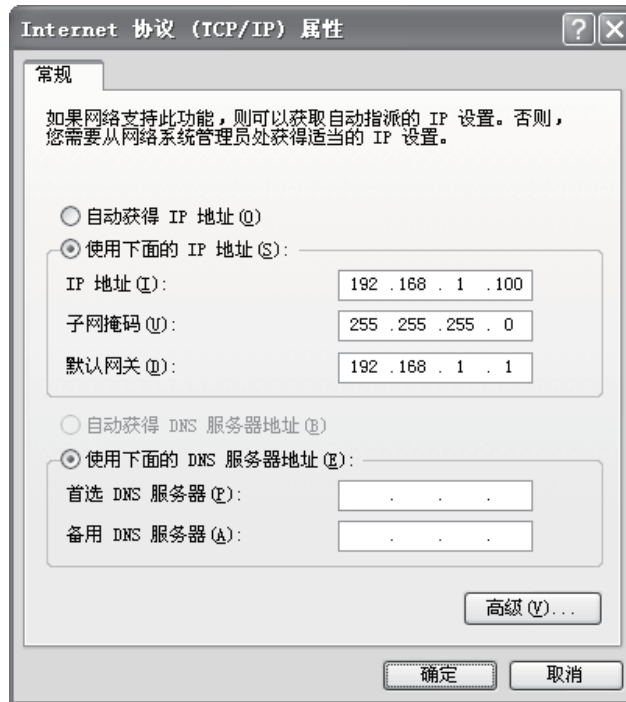 Internet 协议 (TCP/IP) 属性
常规
如果网络支持此功能，则可以获取自动指派的 IP 设置。否则，
您需要从网络系统管理员处获得适当的 IP 设置。
自动获得 IP 地址(O)
使用下面的 IP 地址(S):
IP 地址(I): 192 .168 . 1 .100
子网掩码(U): 255 .255 .255 . 0
默认网关(D): 192 .168 . 1 . 1
自动获得 DNS 服务器地址(B)
使用下面的 DNS 服务器地址(E):
首选 DNS 服务器(P): . . .
备用 DNS 服务器(A): . . .
高级(V)...
确定 取消